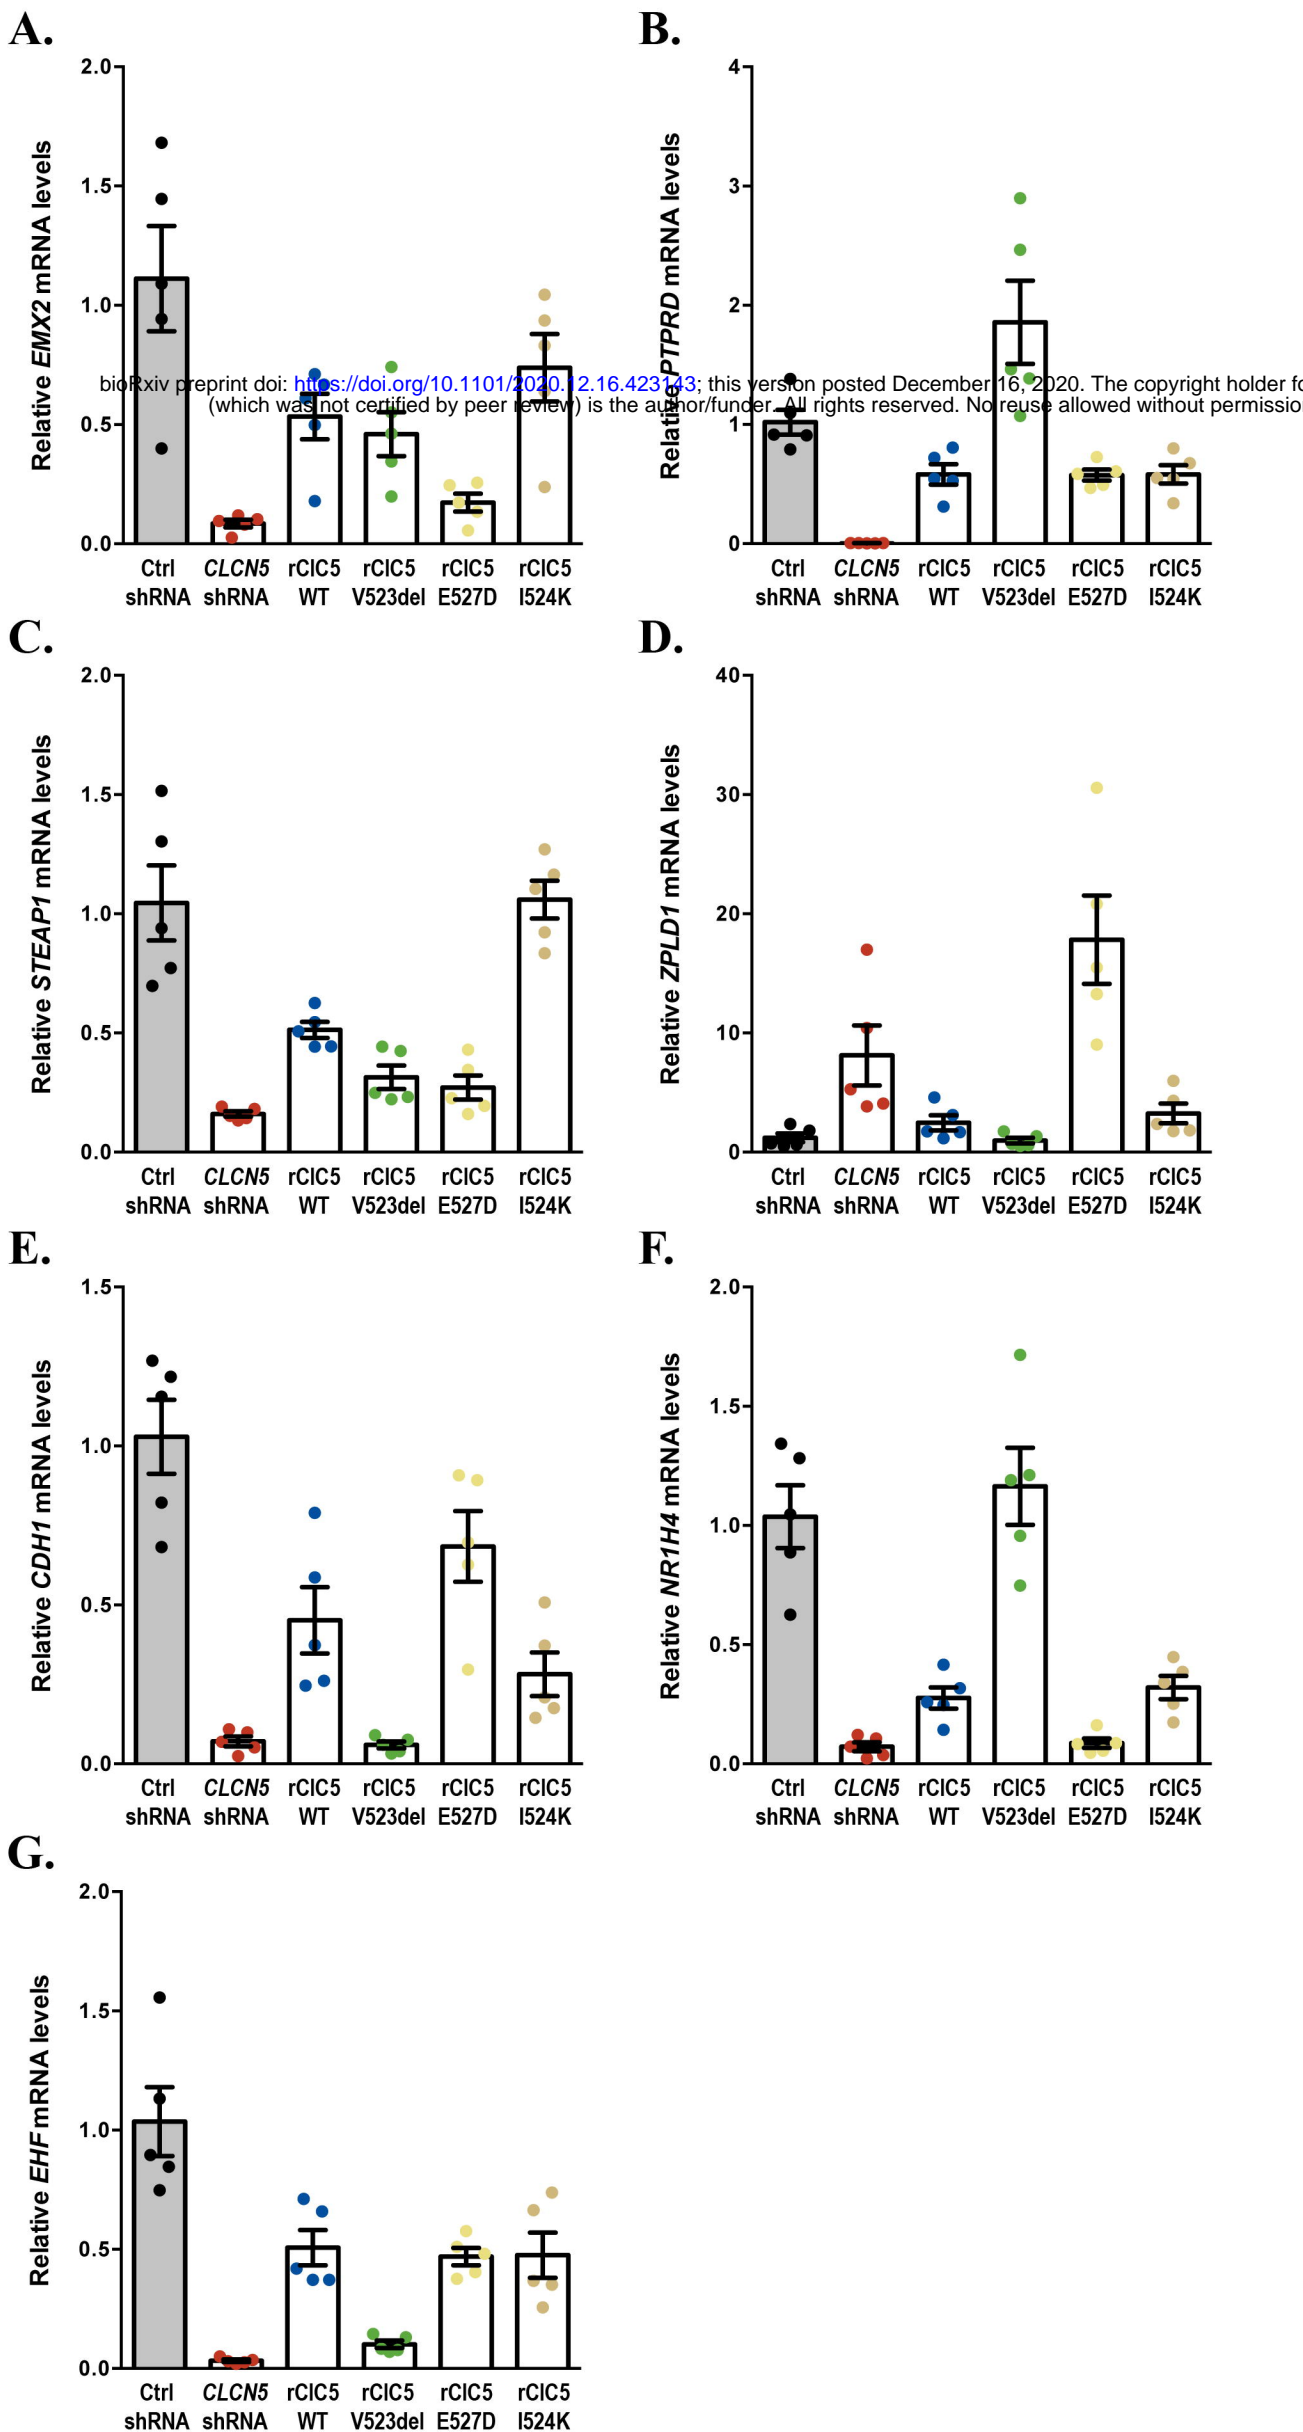 A.
2.0
1.5
1.0
0.5
0.0
Relative EMX2 mRNA levels
Ctrl shRNA
CLCN5 shRNA
rClC5 WT
rClC5 V523del
rClC5 E527D
rClC5 I524K
B.
4
3
2
1
0
Relative PTPRD mRNA levels
Ctrl shRNA
CLCN5 shRNA
rClC5 WT
rClC5 V523del
rClC5 E527D
rClC5 I524K
bioRxiv preprint doi: https://doi.org/10.1101/2020.12.16.423143; this version posted December 16, 2020. The copyright holder fo
(which was not certified by peer review) is the author/funder. All rights reserved. No reuse allowed without permissio
C.
2.0
1.5
1.0
0.5
0.0
Relative STEAP1 mRNA levels
Ctrl shRNA
CLCN5 shRNA
rClC5 WT
rClC5 V523del
rClC5 E527D
rClC5 I524K
D.
40
30
20
10
0
Relative ZPLD1 mRNA levels
Ctrl shRNA
CLCN5 shRNA
rClC5 WT
rClC5 V523del
rClC5 E527D
rClC5 I524K
E.
1.5
1.0
0.5
0.0
Relative CDH1 mRNA levels
Ctrl shRNA
CLCN5 shRNA
rClC5 WT
rClC5 V523del
rClC5 E527D
rClC5 I524K
F.
2.0
1.5
1.0
0.5
0.0
Relative NR1H4 mRNA levels
Ctrl shRNA
CLCN5 shRNA
rClC5 WT
rClC5 V523del
rClC5 E527D
rClC5 I524K
G.
2.0
1.5
1.0
0.5
0.0
Relative EHF mRNA levels
Ctrl shRNA
CLCN5 shRNA
rClC5 WT
rClC5 V523del
rClC5 E527D
rClC5 I524K